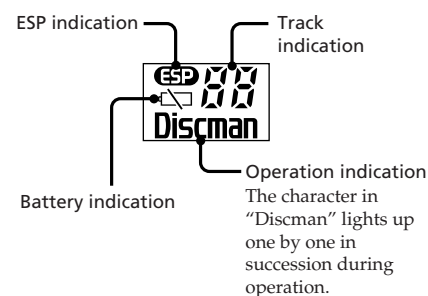 ESP indication
Track
indication
ESP 88
Discman
Battery indication
Operation indication
The character in
“Discman” lights up
one by one in
succession during
operation.